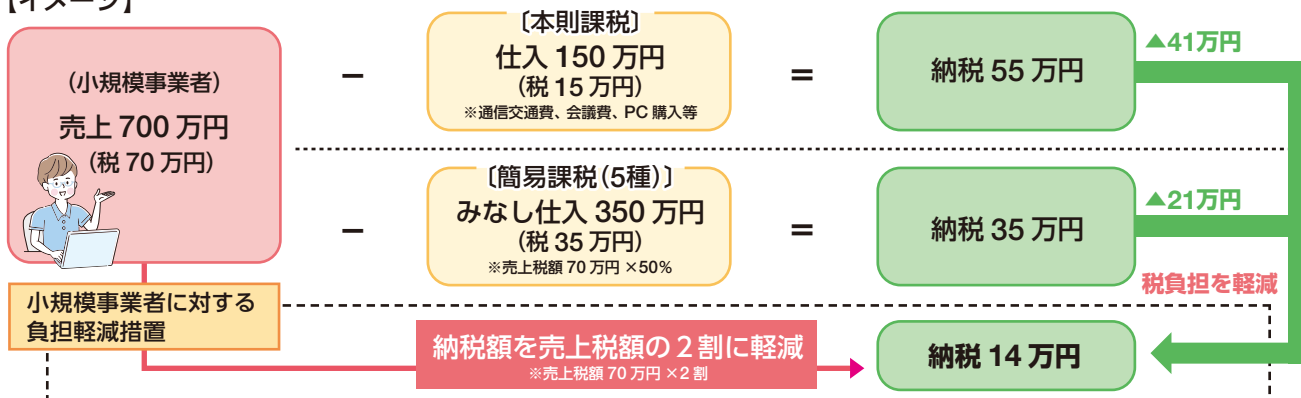 【イメージ】
(小規模事業者)
売上 700 万円
(税 70 万円)
−
〔本則課税〕
仕入 150 万円
(税 15 万円)
※通信交通費、会議費、PC 購入等
=
納税 55 万円
▲41万円
−
〔簡易課税(5種)〕
みなし仕入 350 万円
(税 35 万円)
※売上税額 70 万円 ×50%
=
納税 35 万円
▲21万円
税負担を軽減
小規模事業者に対する
負担軽減措置
納税額を売上税額の 2 割に軽減
※売上税額 70 万円 ×2 割
納税 14 万円